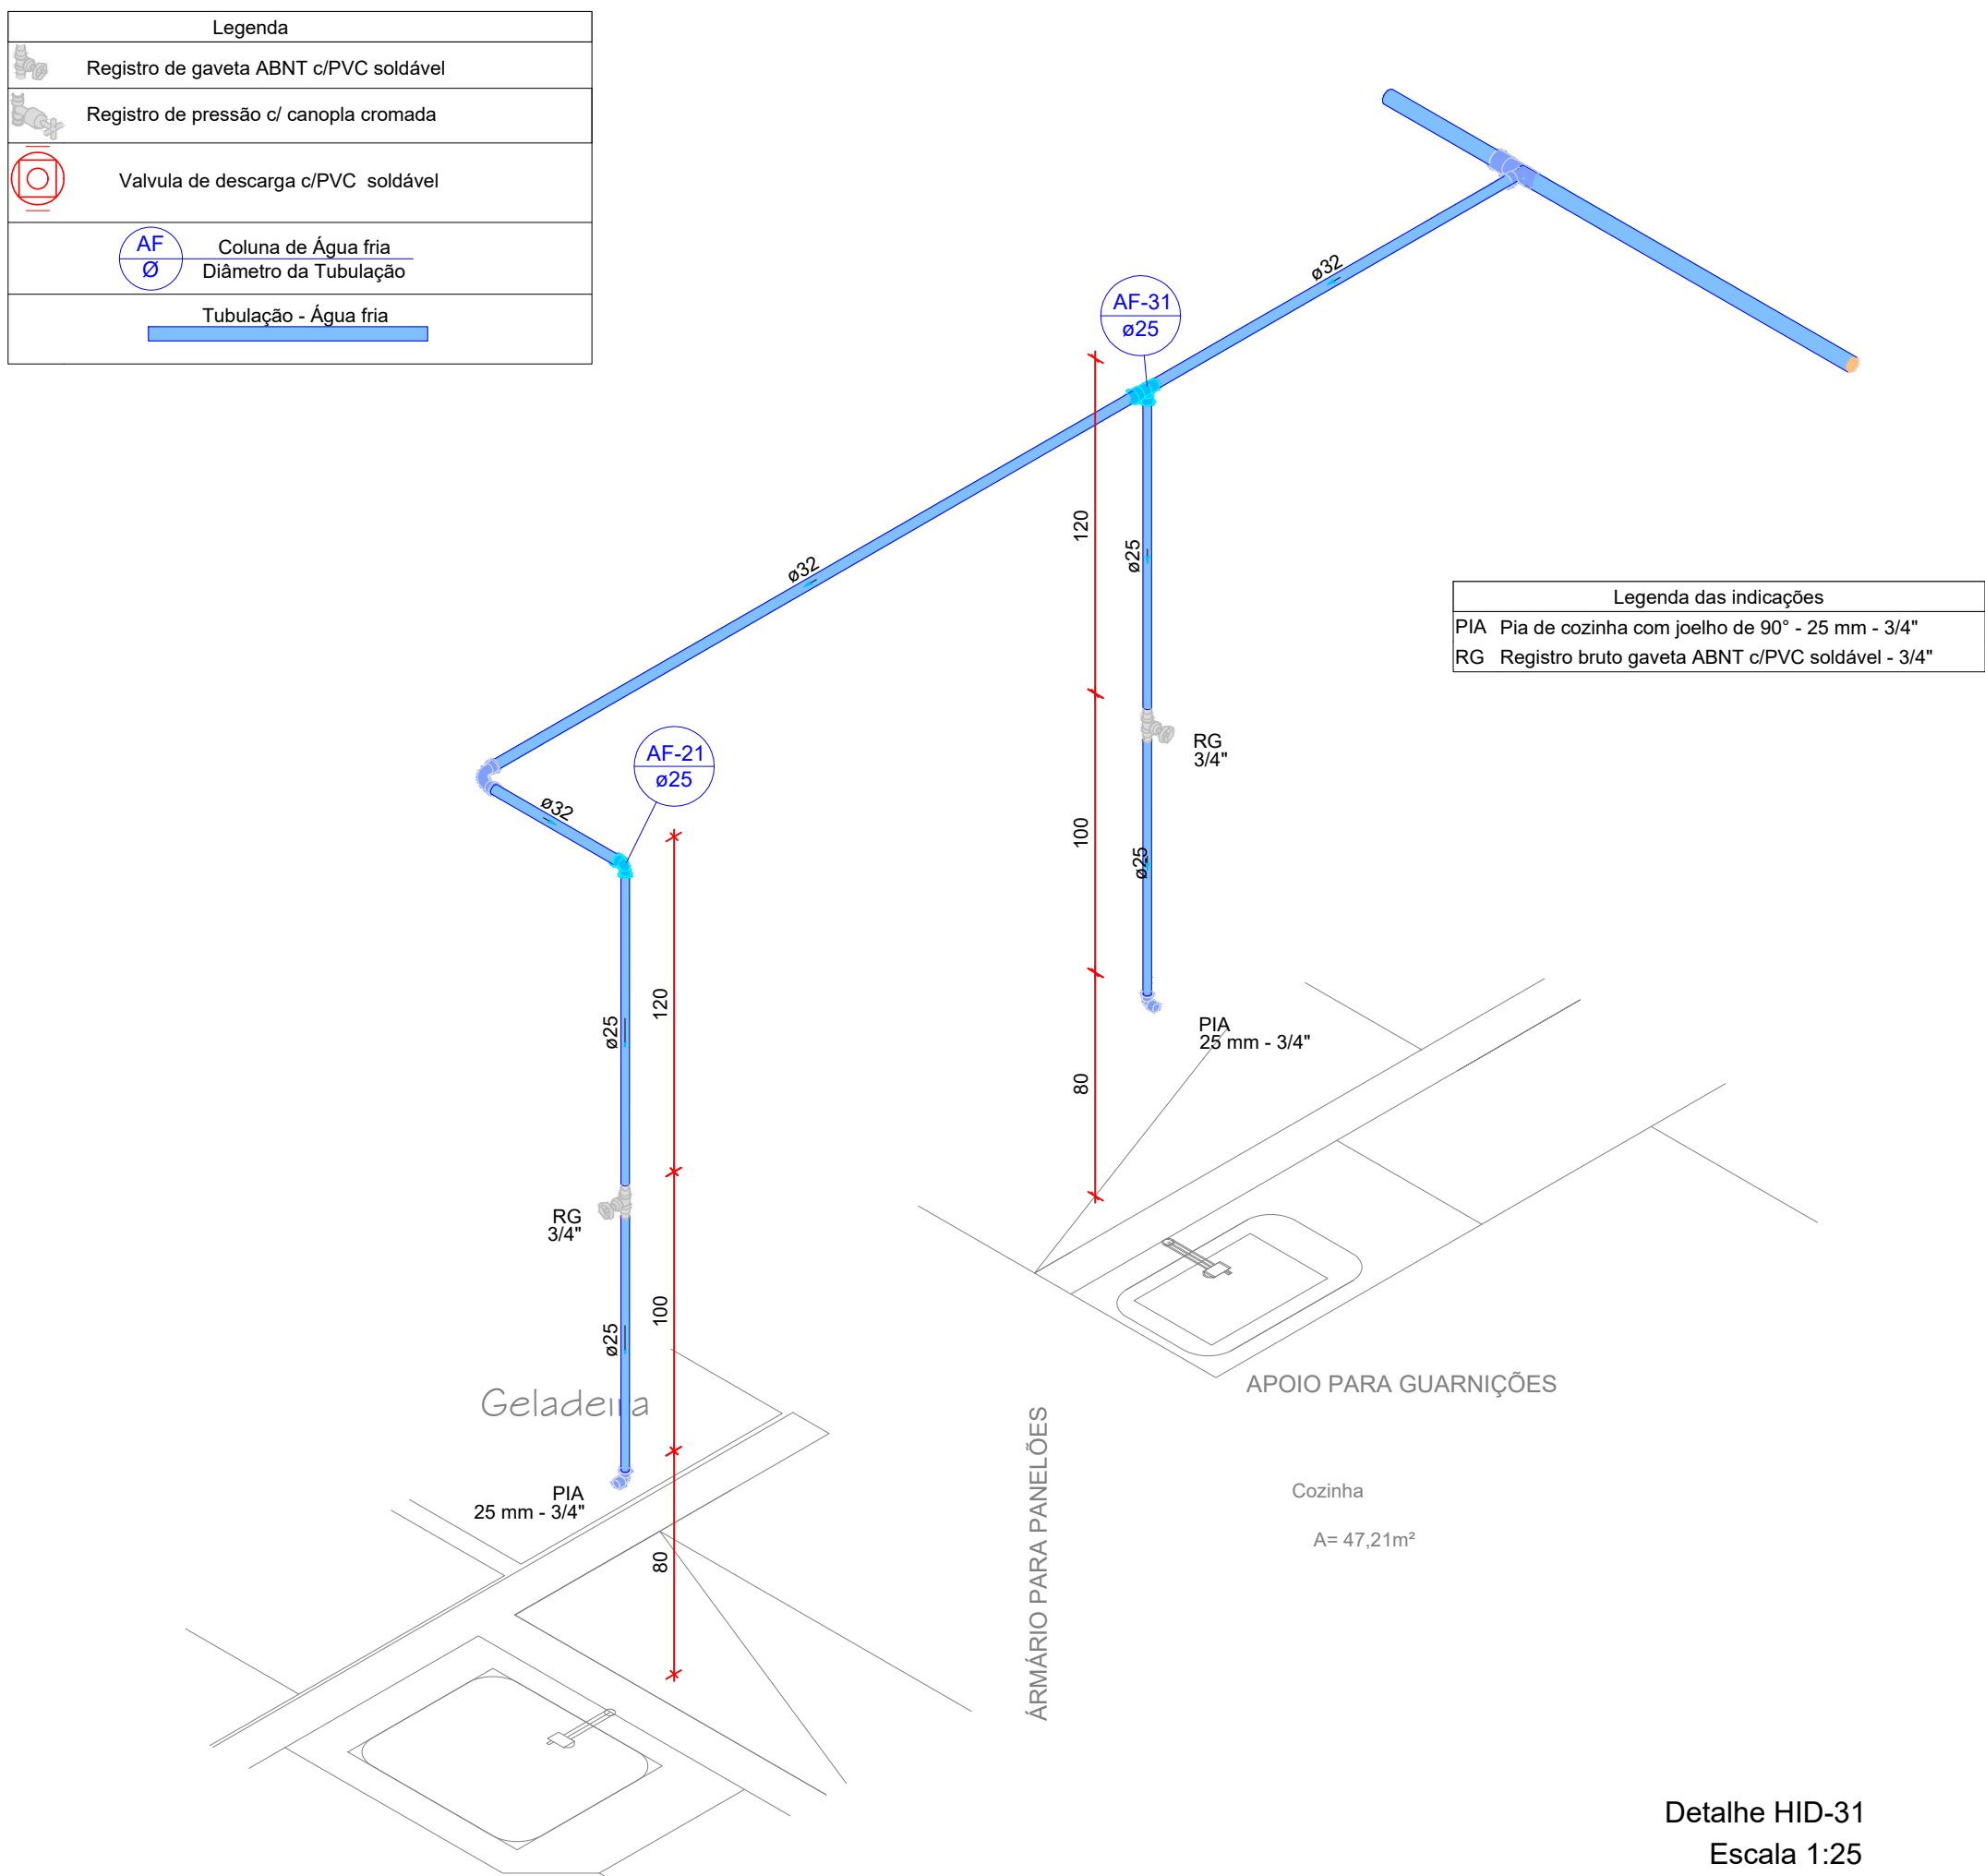 Legenda
Registro de gaveta ABNT c/PVC soldável
Registro de pressão c/ canopla cromada
Valvula de descarga c/PVC  soldável
AF
Ø
Coluna de Água fria
Diâmetro da Tubulação
Tubulação - Água fria
ø32
AF-31
ø25
120
ø25
ø32
Legenda das indicações
PIA Pia de cozinha com joelho de 90° - 25 mm - 3/4"
RG Registro bruto gaveta ABNT c/PVC soldável - 3/4"
RG
3/4"
AF-21
ø25
ø32
100
ø25
120
ø25
PIA
25 mm - 3/4"
80
RG
3/4"
100
ø25
Geladeira
PIA
25 mm - 3/4"
80
APOIO PARA GUARNIÇÕES
ÁRMÁRIO PARA PANELÕES
Cozinha
A= 47,21m²
Detalhe HID-31
Escala 1:25